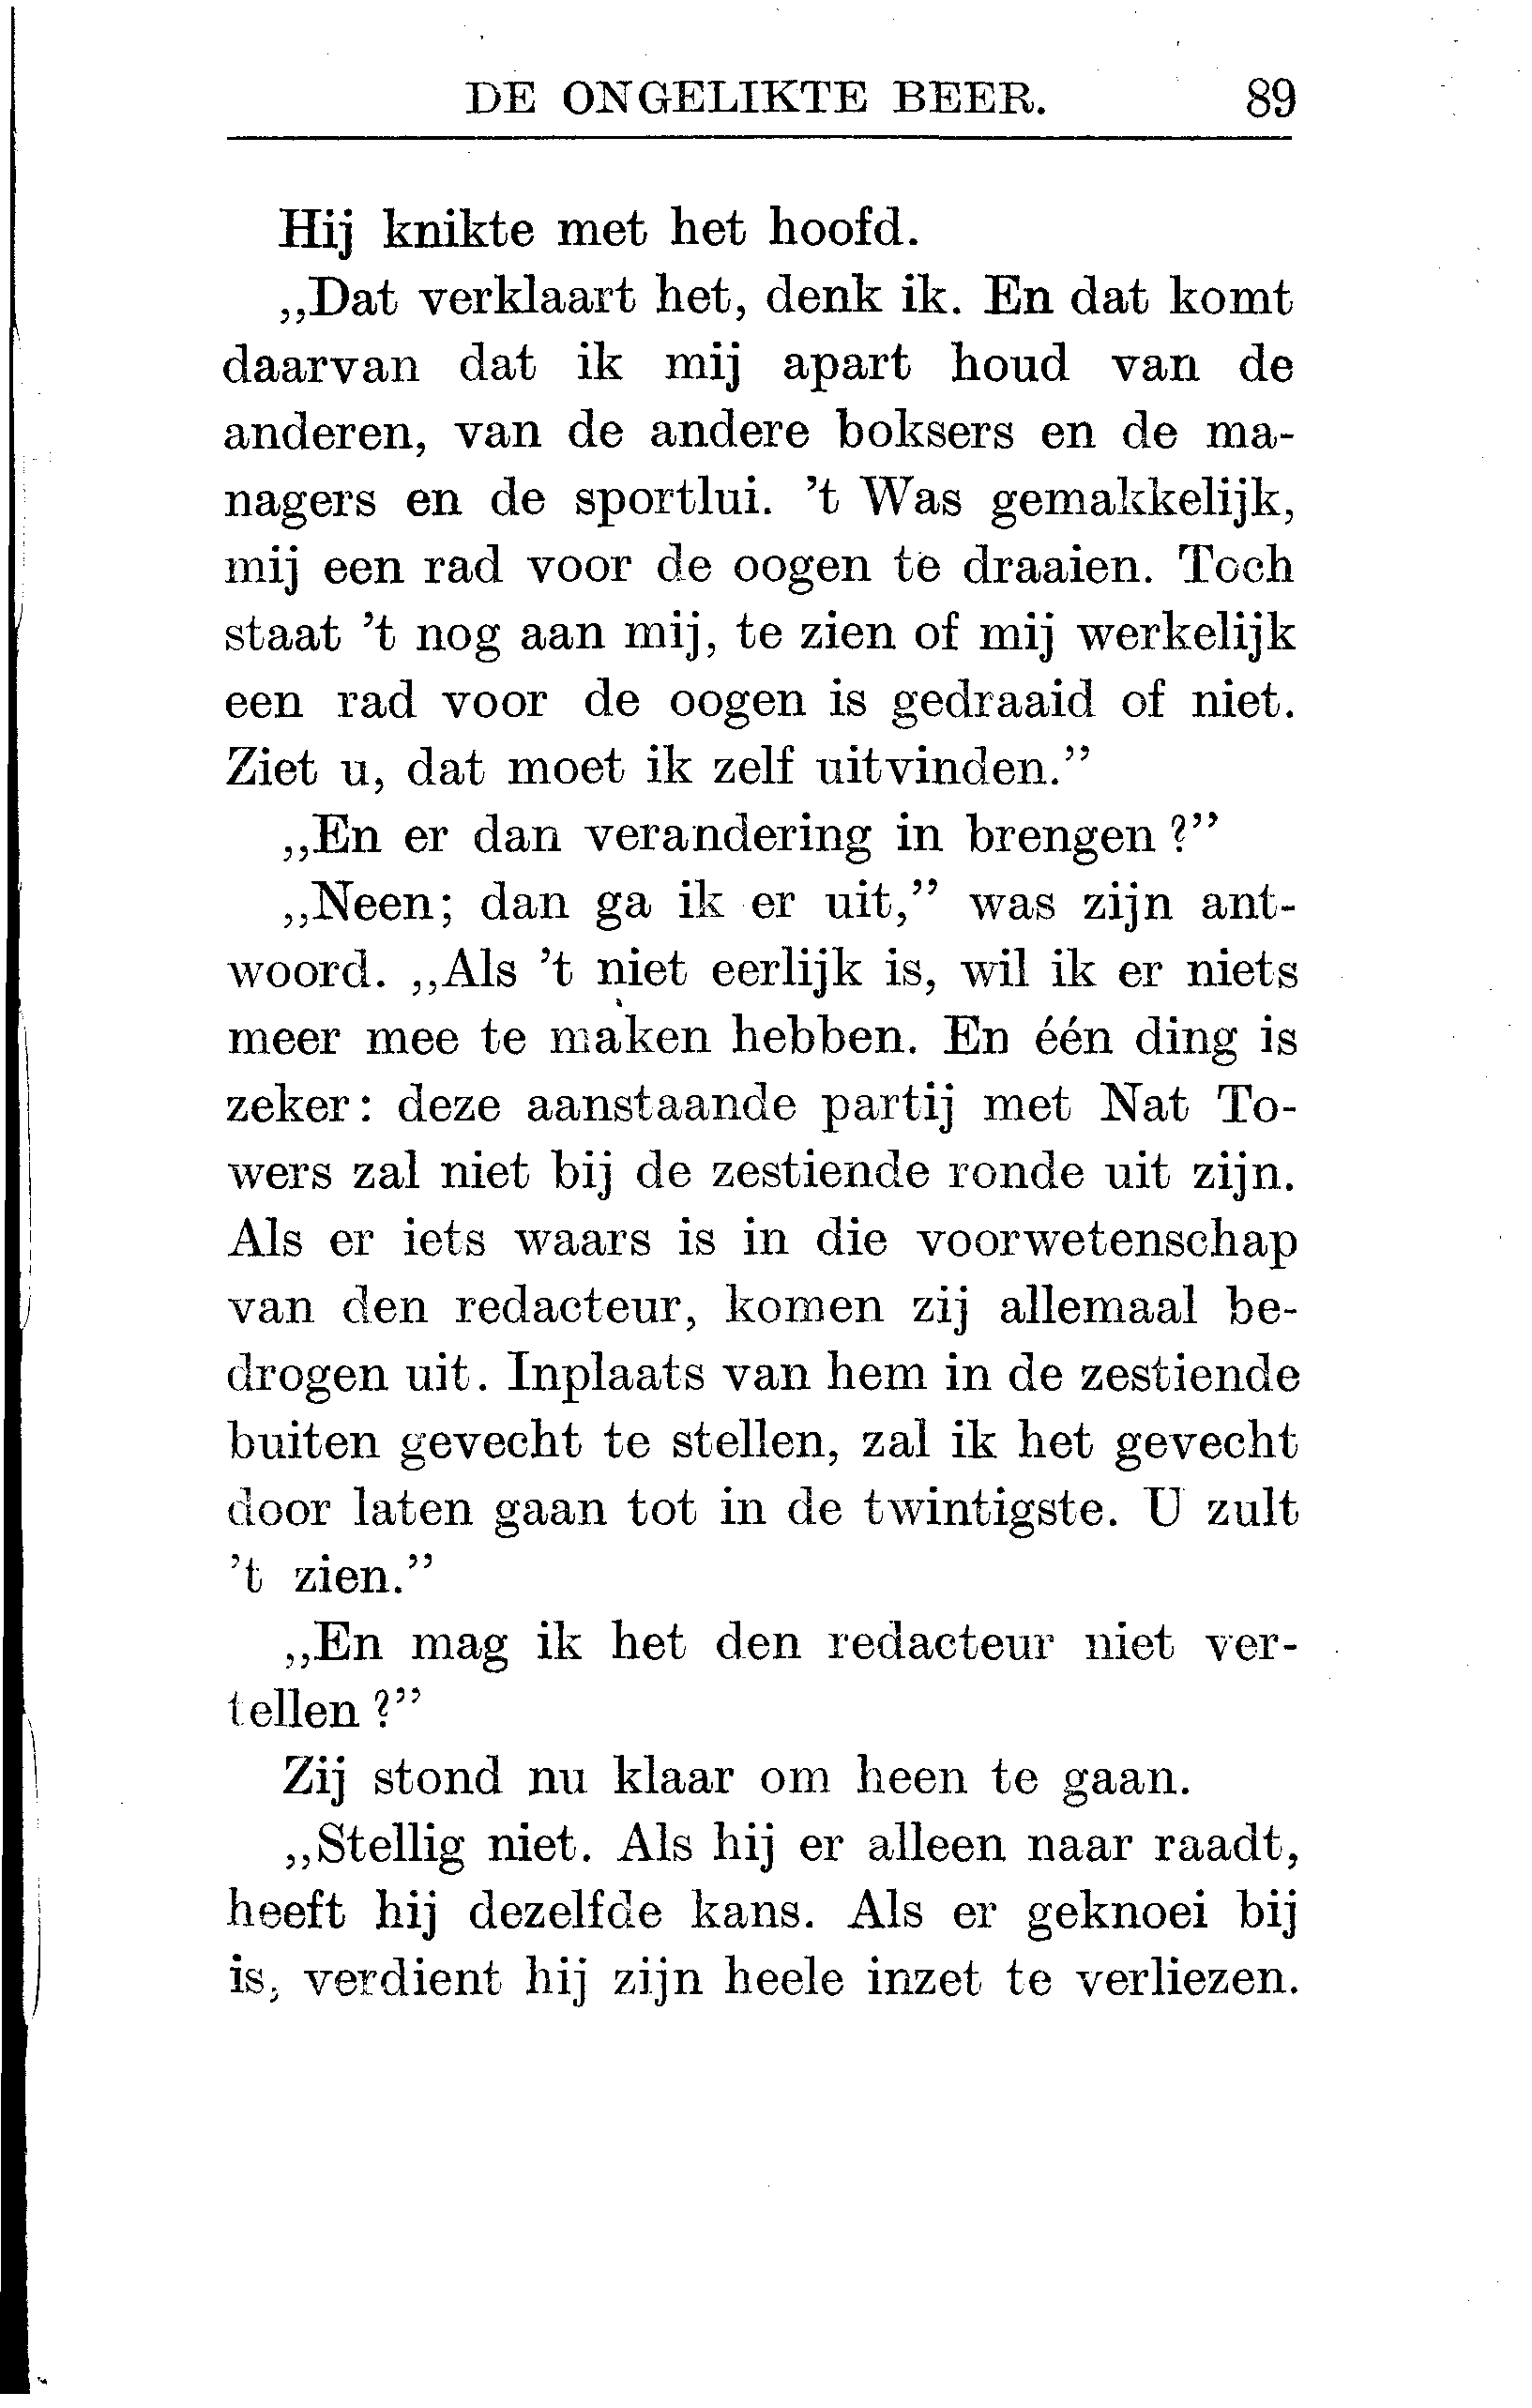 DE ONGELIKTE BEER. 89
Hij knikte met het hoofd.
„Dat verklaart het, denk ik. En dat komt
daarvan dat ik mij apart houd van de
anderen, van de andere boksers en de ma-
nagers en de sportlui. 't Was gemakkelijk,
mij een rad voor de oogen te draaien. Toch
staat 't nog aan mij, te zien of mij werkelijk
een rad voor de oogen is gedraaid of niet.
Ziet u, dat moet ik zelf uitvinden."
„En er dan verandering in brengen ?"
„Neen; dan ga ik er uit," was zijn ant-
woord. „Als 't niet eerlijk is, wil ik er niets
meer mee te maken hebben. En één ding is
zeker: deze aanstaande partij met Nat To-
wers zal niet bij de zestiende ronde uit zijn.
Als er iets waars is in die voorwetenschap
van den redacteur, komen zij allemaal be-
drogen uit. Inplaats van hem in de zestiende
buiten gevecht te stellen, zal ik het gevecht
door laten gaan tot in de twintigste. U zult
't zien."
„En mag ik het den redacteur niet ver-
tellen ?"
Zij stond nu klaar om heen te gaan.
„Stellig niet. Als hij er alleen naar raadt,
heeft hij dezelfde kans. Als er geknoei bij
is, verdient hij zijn heele inzet te verliezen.